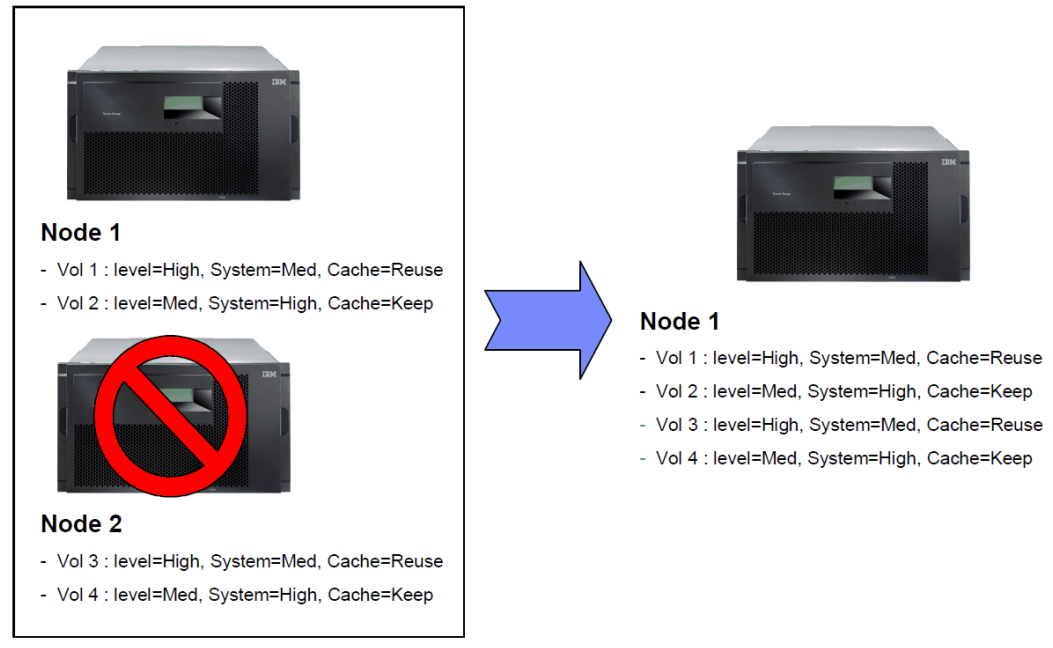 IBM
Node 1
- Vol 1 : level=High, System=Med, Cache=Reuse
- Vol 2 : level=Med, System=High, Cache=Keep
IBM
Node 2
- Vol 3 : level=High, System=Med, Cache=Reuse
- Vol 4 : level=Med, System=High, Cache=Keep
IBM
Node 1
- Vol 1 : level=High, System=Med, Cache=Reuse
- Vol 2 : level=Med, System=High, Cache=Keep
- Vol 3 : level=High, System=Med, Cache=Reuse
- Vol 4 : level=Med, System=High, Cache=Keep